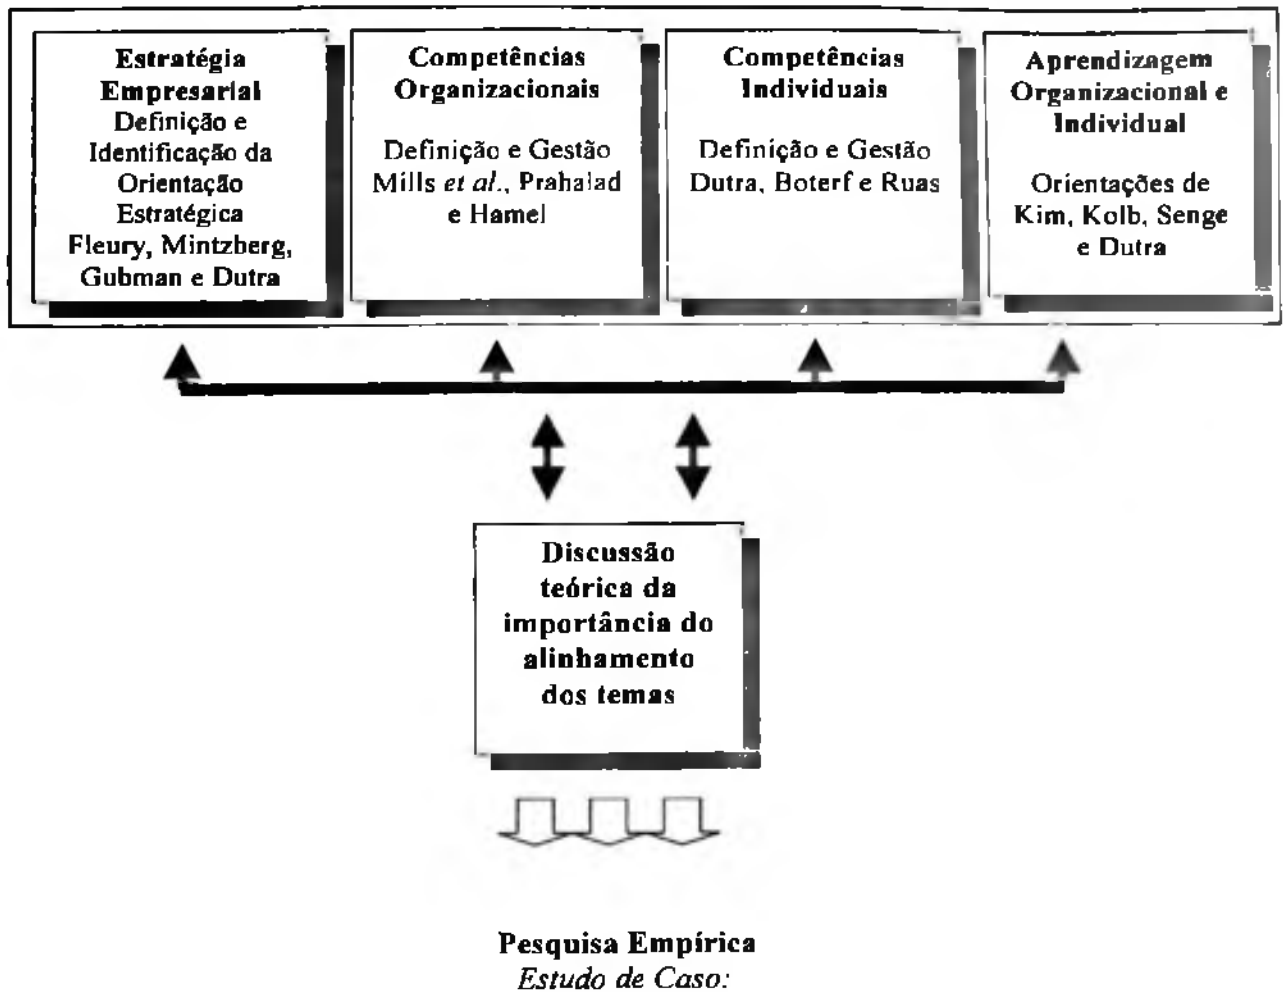 Estratégia
Empresarial
Definição e
Identificação da
Orientação
Estratégica
Fleury, Mintzberg,
Gubman e Dutra
Competências
Organizacionais
Definição e Gestão
Mills et al., Prahalad
e Hamel
Competências
Individuais
Definição e Gestão
Dutra, Boterf e Ruas
Aprendizagem
Organizacional e
Individual
Orientações de
Kim, Kolb, Senge
e Dutra
Discussão
teórica da
importância do
alinhamento
dos temas
Pesquisa Empírica
Estudo de Caso: